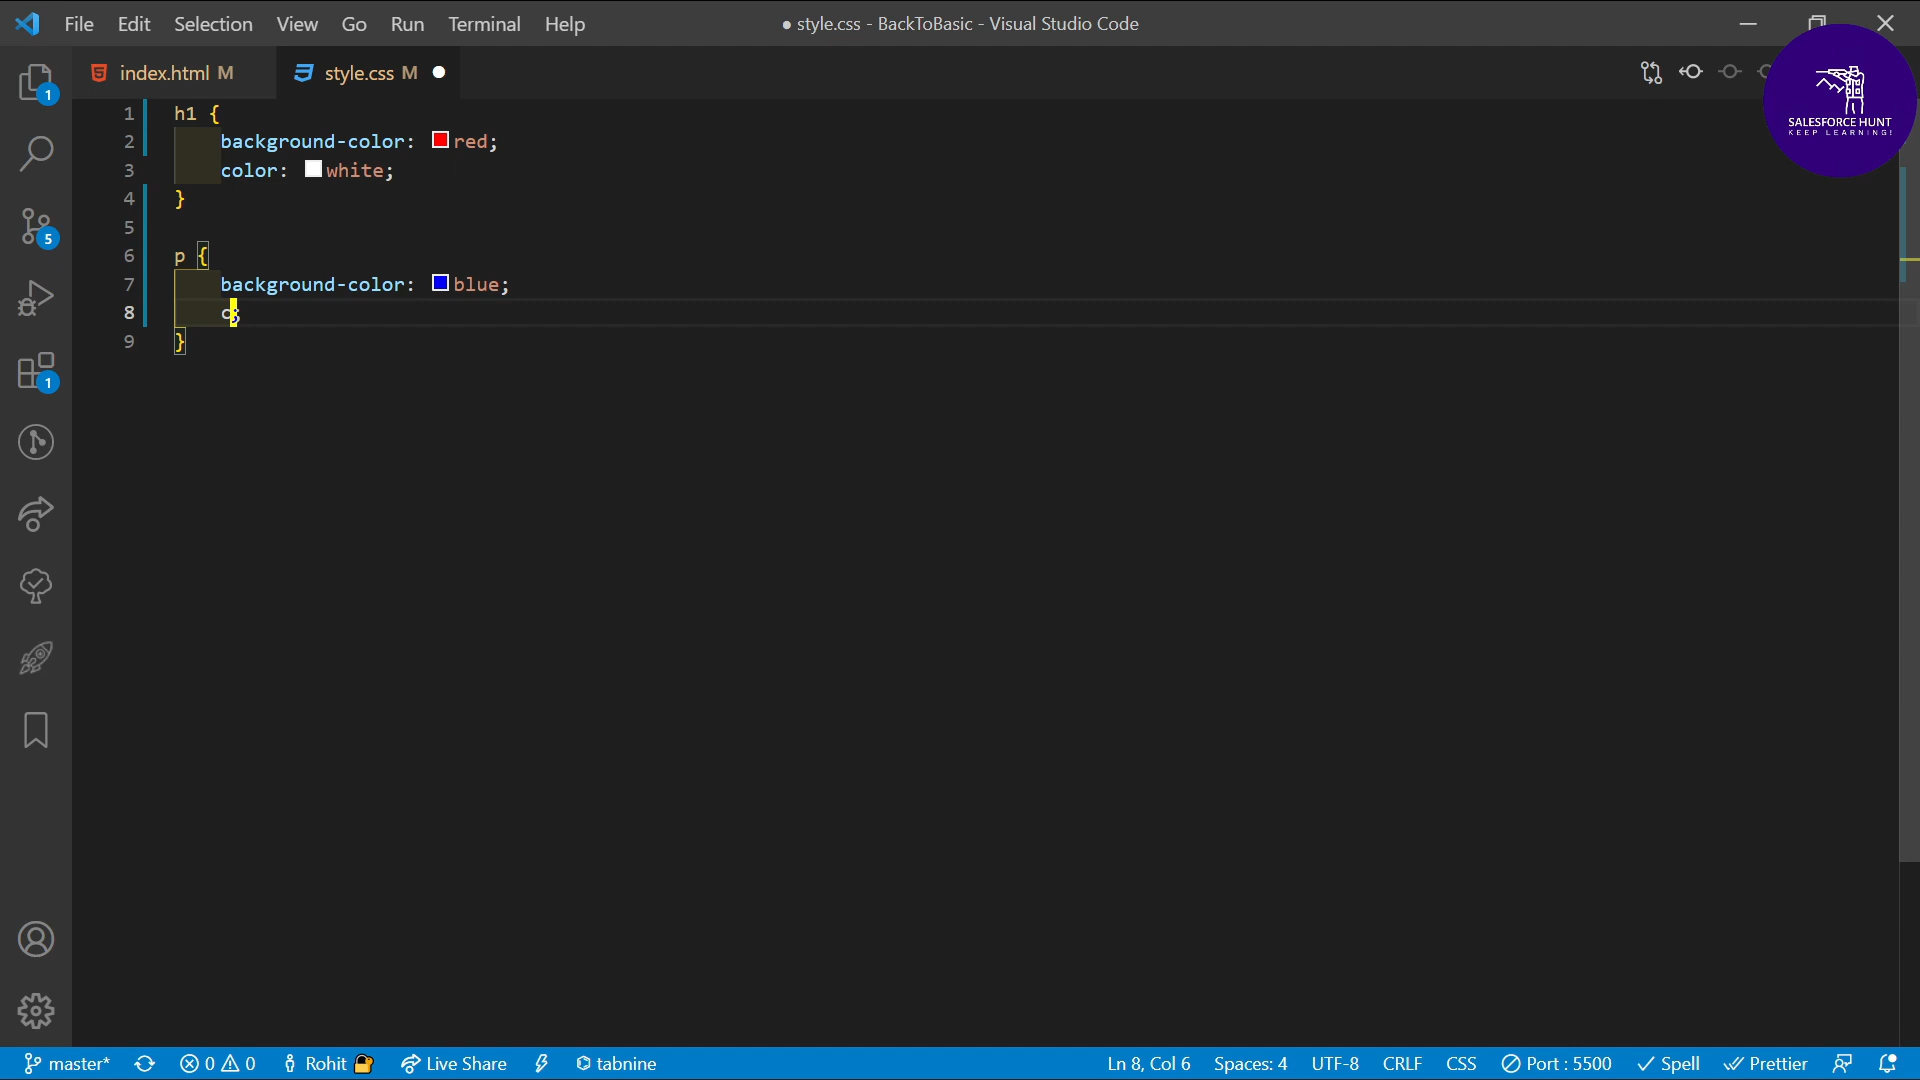 File Edit Selection View Go Run Terminal Help
● style.css - BackToBasic - Visual Studio Code
index.html M
style.css M
SALESFORCE HUNT
KEEP LEARNING!
1 h1 {
2 background-color: red;
3 color: white;
4 }
5
6 p {
7 background-color: blue;
8 c;
9 }
1
5
1
master* 0 0 Rohit Live Share tabnine
Ln 8, Col 6 Spaces: 4 UTF-8 CRLF CSS Port : 5500 Spell Prettier